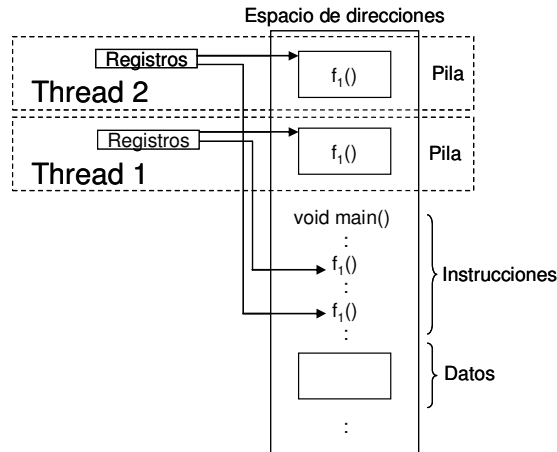 Espacio de direcciones
Registros
f₁()
Pila
Thread 2
Registros
f₁()
Pila
Thread 1
void main()
:
f₁()
:
f₁()
:
Instrucciones
Datos
: